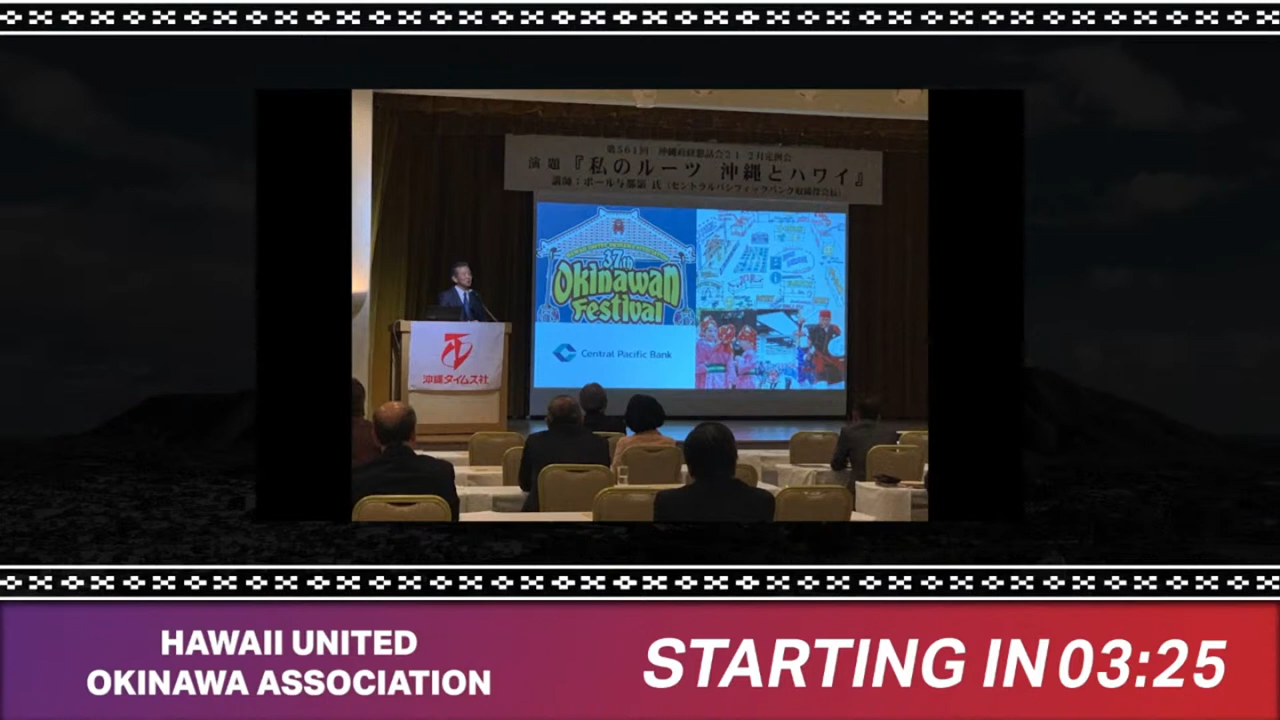 第561回 沖縄政経懇話会21 2月定例会
演題『私のルーツ 沖縄とハワイ』
講師：ポール与那嶺 氏（セントラルパシフィックバンク取締役会長）
37th
Okinawan
Festival
Central Pacific Bank
沖縄タイムス社
HAWAII UNITED
OKINAWA ASSOCIATION
STARTING IN 03:25